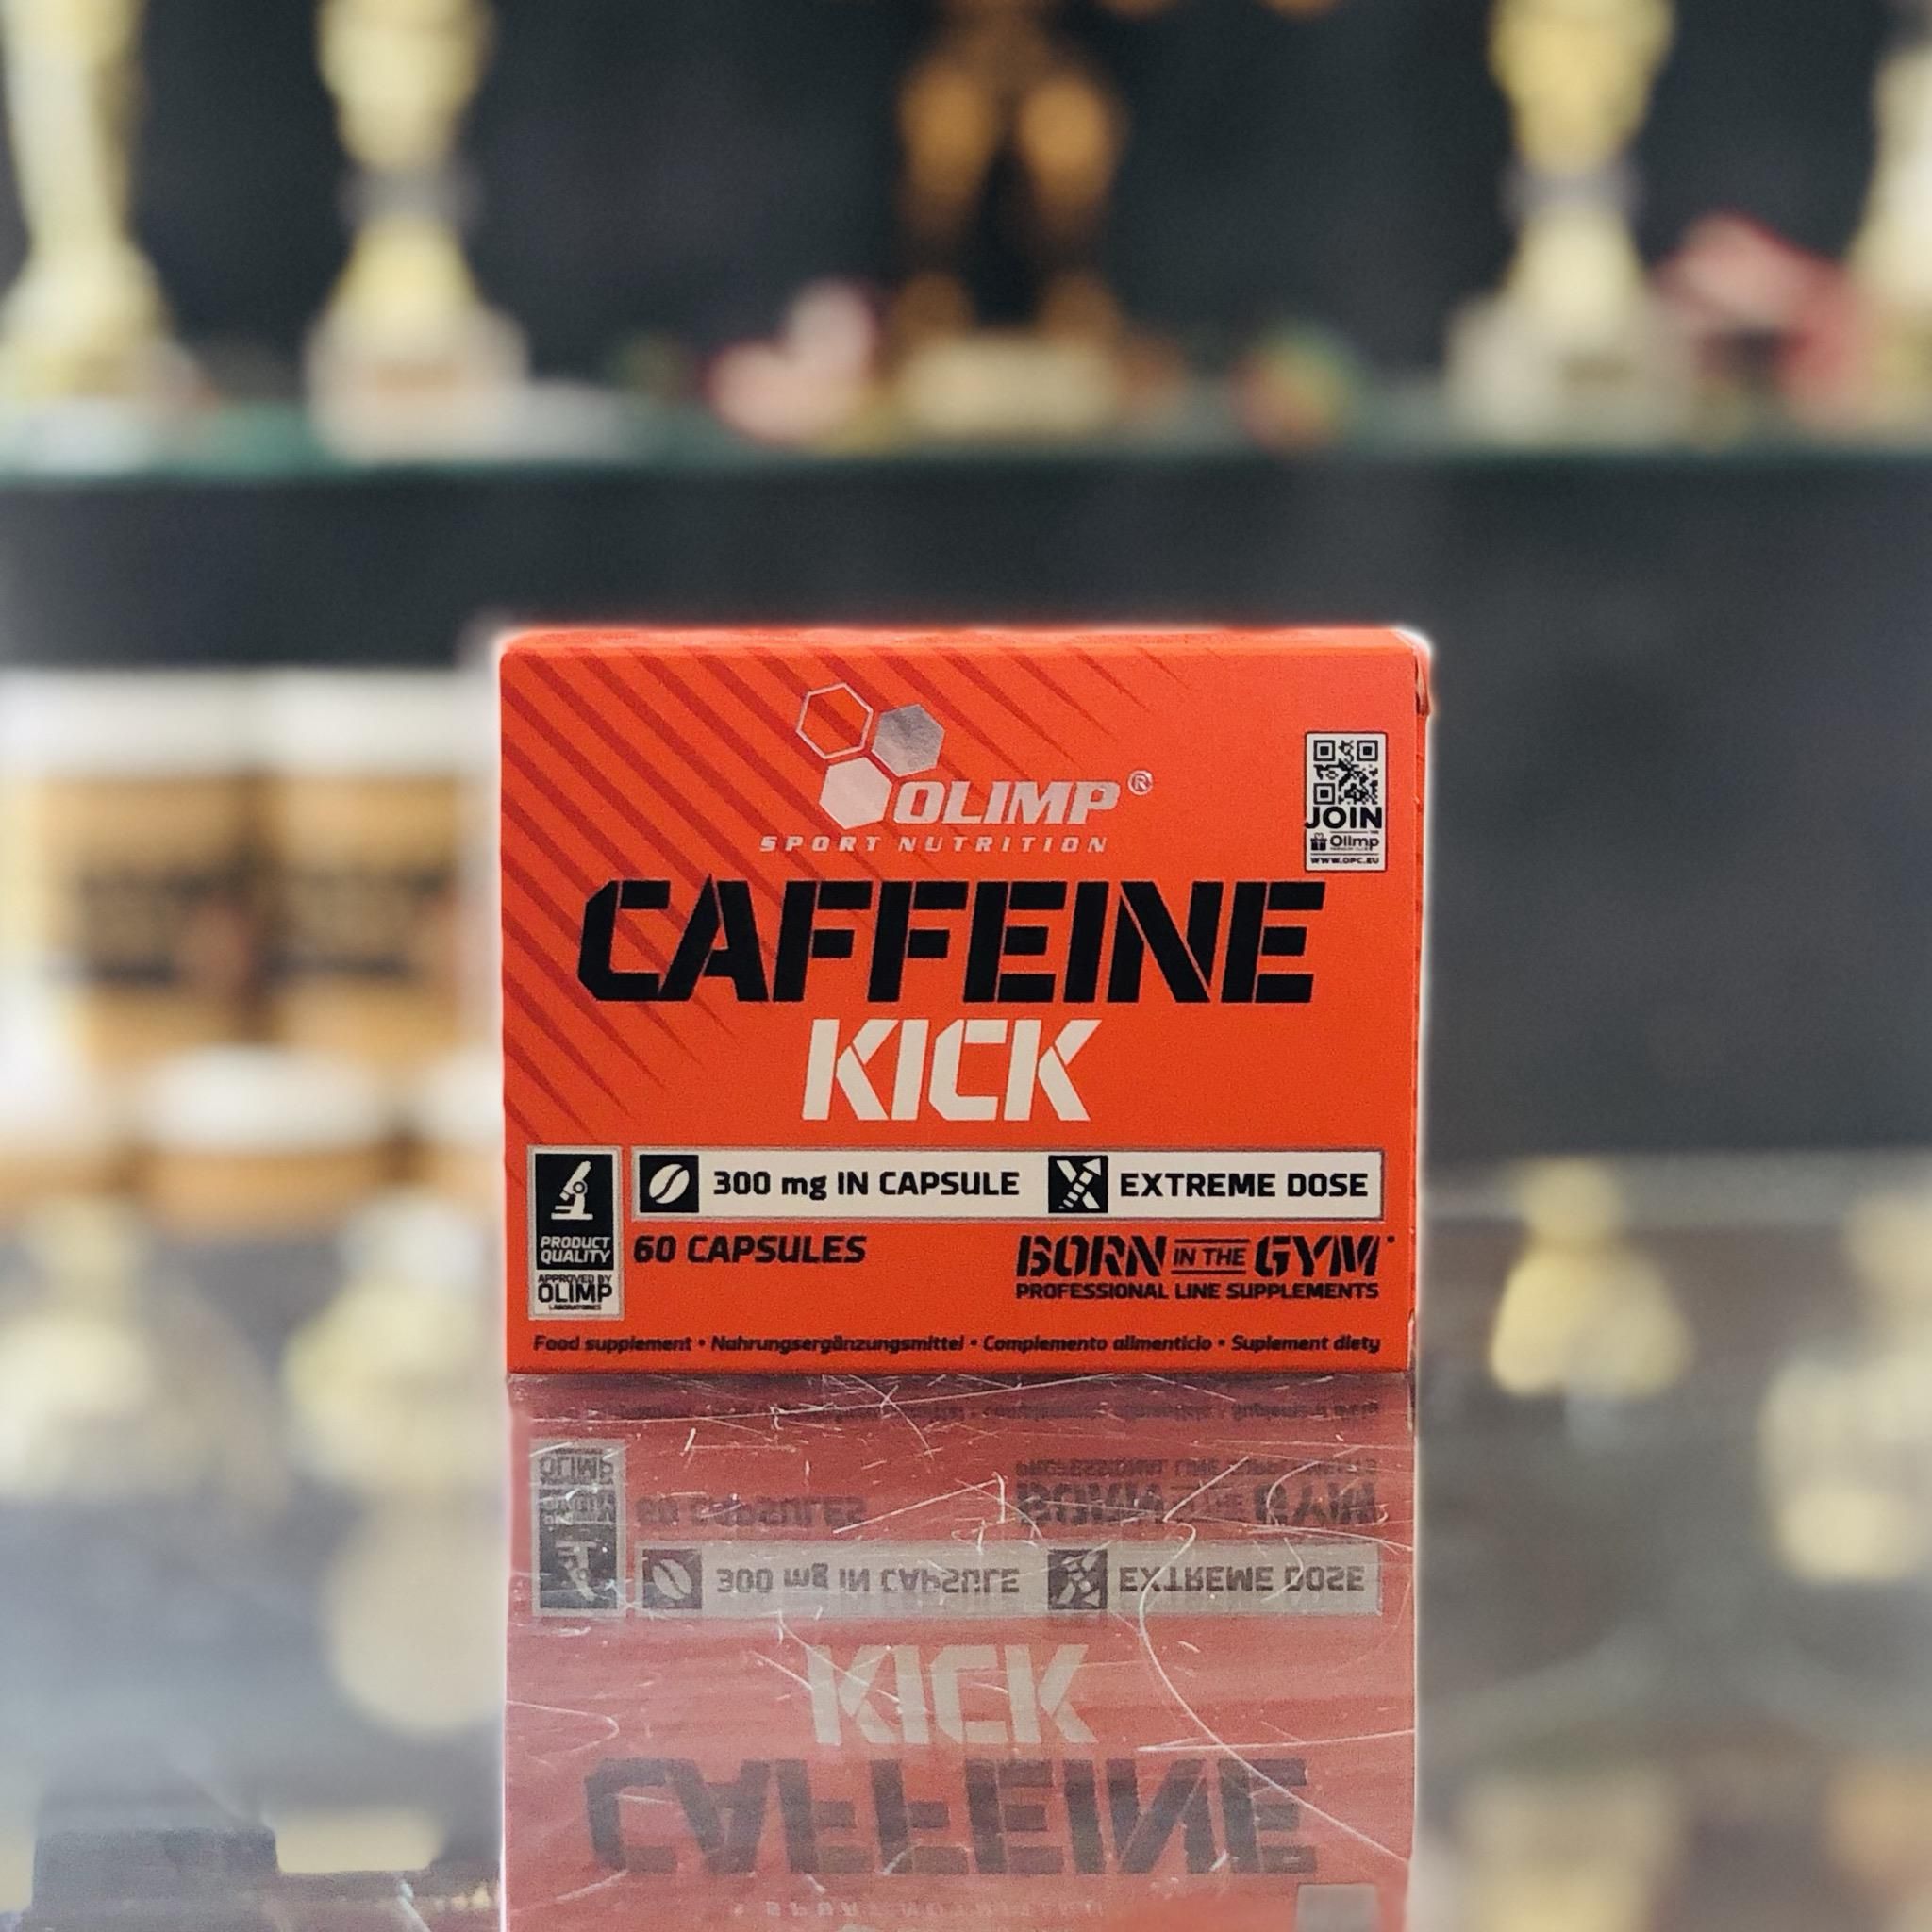 OLIMP®
SPORT NUTRITION
JOIN
Olimp
WWW.OPC.EU
CAFFEINE
KICK
300 mg IN CAPSULE
EXTREME DOSE
PRODUCT
QUALITY
APPROVED BY
OLIMP
LABORATORIES
60 CAPSULES
BORN IN THE GYM
PROFESSIONAL LINE SUPPLEMENTS
Food supplement • Nahrungsergänzungsmittel • Complemento alimenticio • Suplement diety